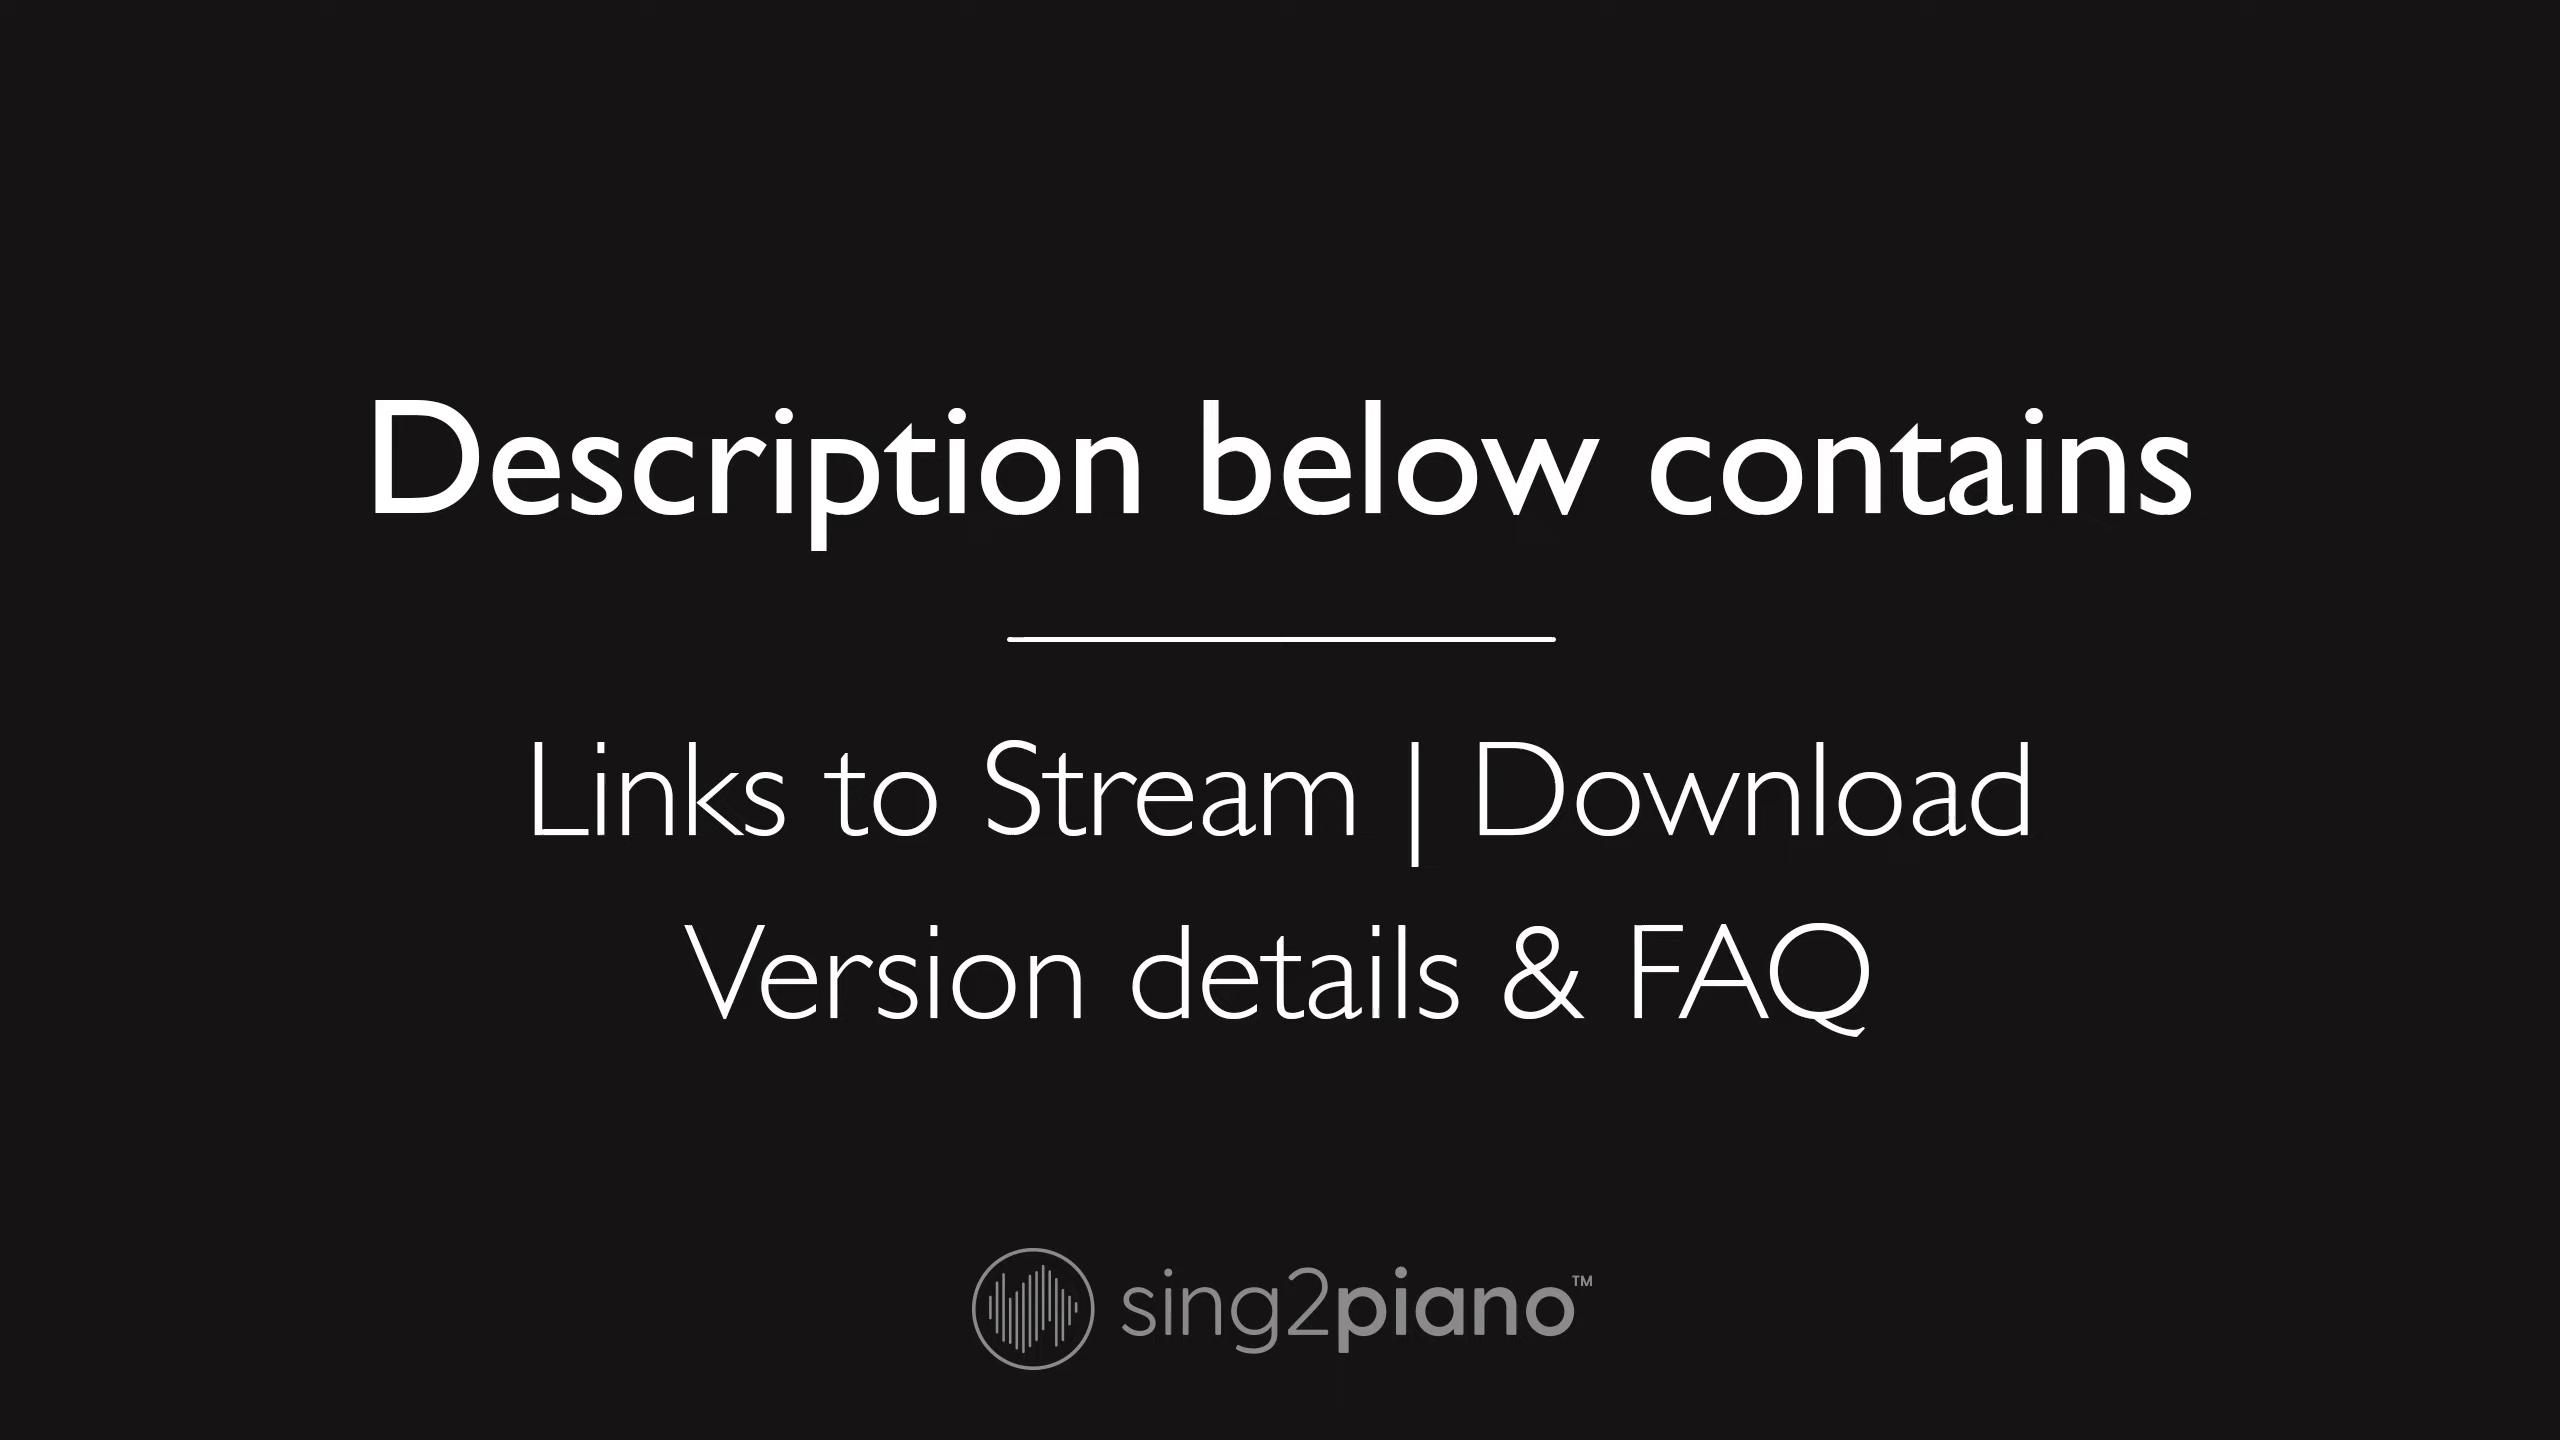 Description below contains
Links to Stream | Download
Version details & FAQ
sing2piano™